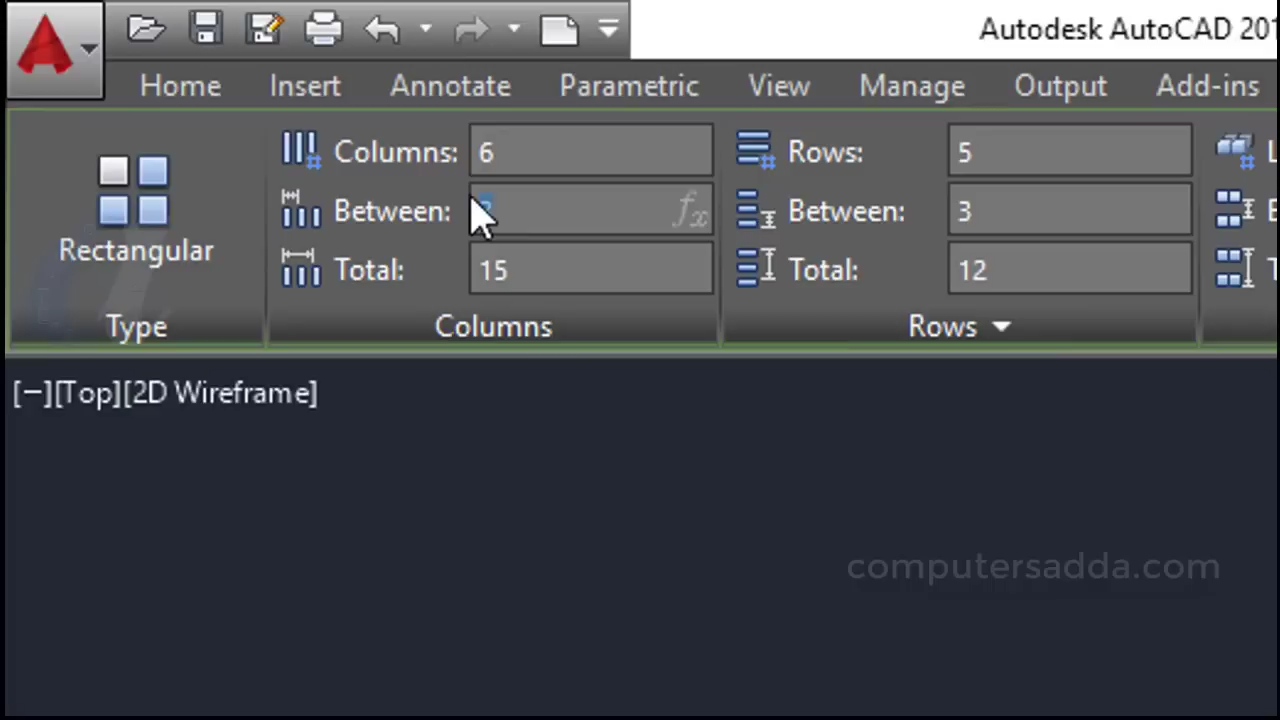 Autodesk AutoCAD 201
Home Insert Annotate Parametric View Manage Output Add-ins
Columns: 6 Rows: 5 L
Between: fx Between: 3 E
Rectangular Total: 15 Total: 12 T
Type Columns Rows
[−][Top][2D Wireframe]
computersadda.com